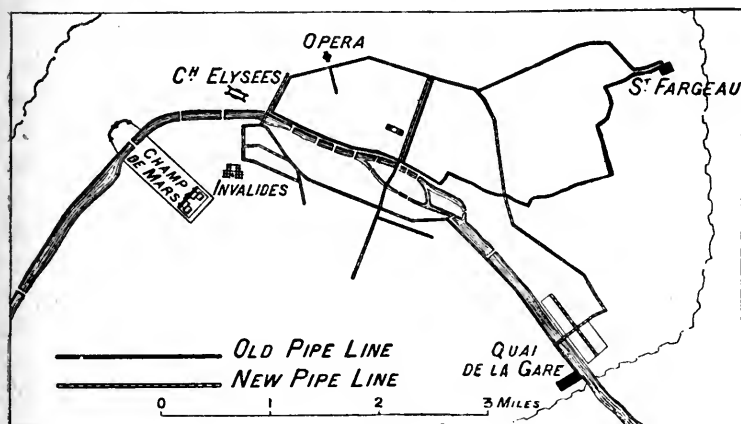 OPERA
CH ELYSÉES
ST FARGEAU
CHAMP
DE MARS
INVALIDES
OLD PIPE LINE
NEW PIPE LINE
QUAI
DE LA GARE
0 1 2 3 MILES